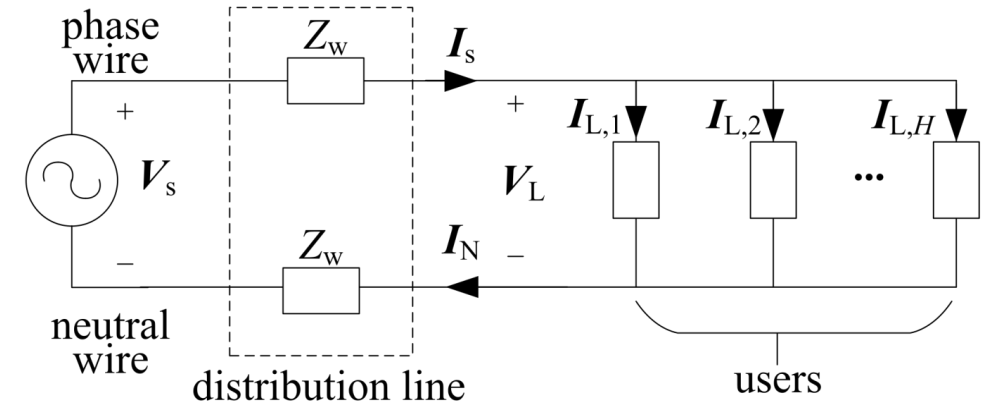 phase
wire
Z_w
I_s
+
+
I_L,1
I_L,2
I_L,H
V_s
V_L
...
−
Z_w
I_N
−
neutral
wire
distribution line
users